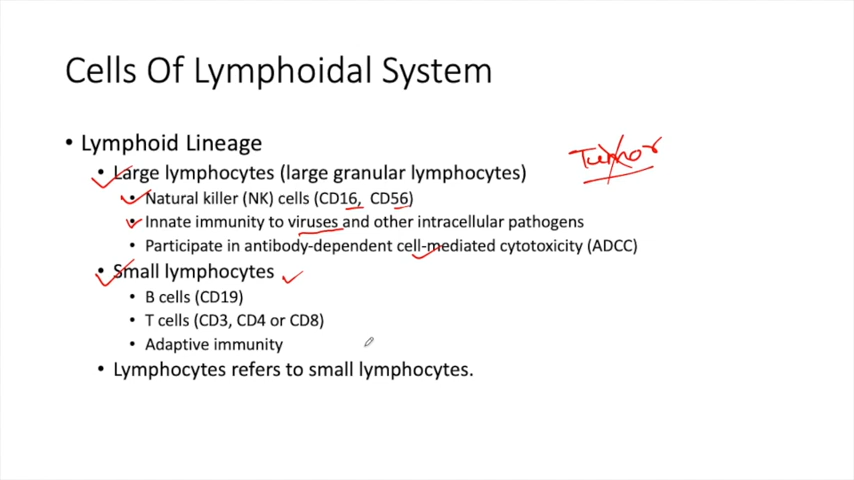 Cells Of Lymphoidal System
• Lymphoid Lineage
Tumor
• Large lymphocytes (large granular lymphocytes)
• Natural killer (NK) cells (CD16, CD56)
• Innate immunity to viruses and other intracellular pathogens
• Participate in antibody-dependent cell-mediated cytotoxicity (ADCC)
• Small lymphocytes
• B cells (CD19)
• T cells (CD3, CD4 or CD8)
• Adaptive immunity
• Lymphocytes refers to small lymphocytes.